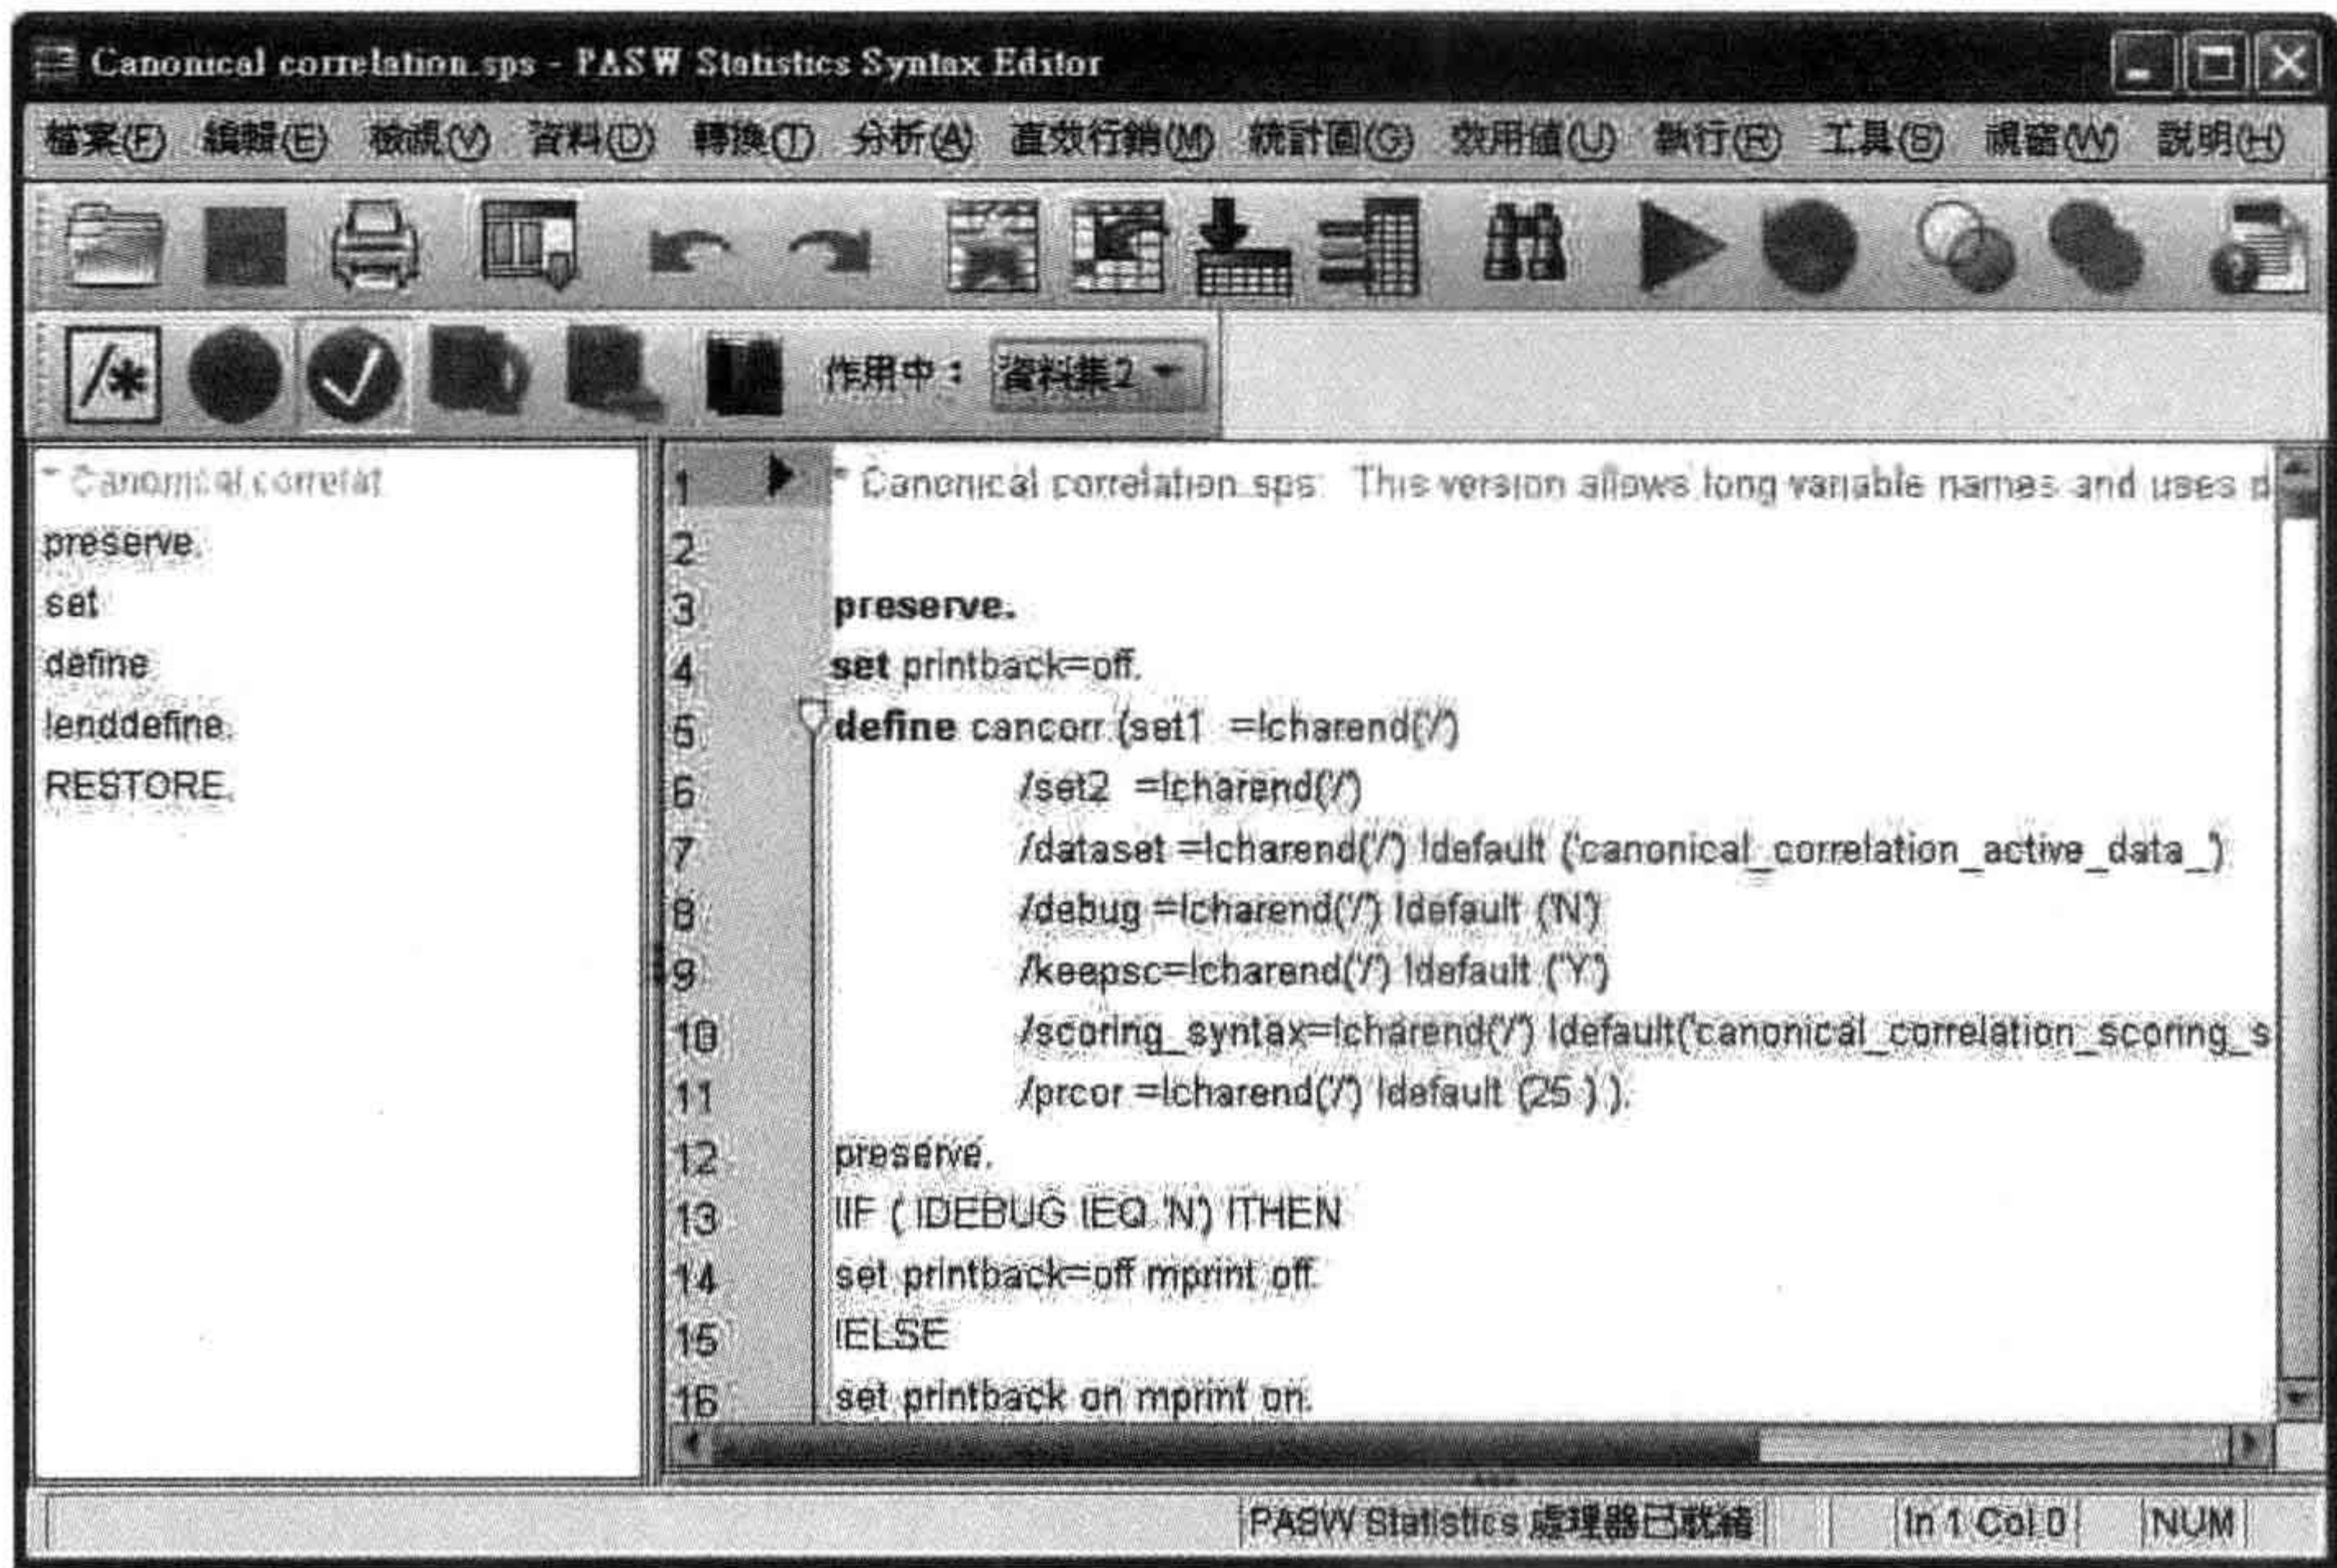 Canonical correlation.sps - PASW Statistics Syntax Editor
檔案(F) 編輯(E) 檢視(V) 資料(D) 轉換(T) 分析(A) 直效行銷(M) 統計圖(G) 效用值(U) 執行(R) 工具(S) 視窗(W) 説明(H)
/* 作用中： 資料集2
* Canonical correlat
preserve.
set
define
!enddefine.
RESTORE.
1 * Canonical correlation.sps: This version allows long variable names and uses d
2
3 preserve.
4 set printback=off.
5 define cancorr (set1 =!charend('/')
6 /set2 =!charend('/')
7 /dataset =!charend('/') !default ('canonical_correlation_active_data_')
8 /debug =!charend('/') !default ('N')
9 /keepsc=!charend('/') !default ('Y')
10 /scoring_syntax=!charend('/') !default('canonical_correlation_scoring_s
11 /prcor =!charend('/') !default (25 ) ).
12 preserve.
13 !IF ( !DEBUG !EQ 'N') !THEN
14 set printback=off mprint off.
15 !ELSE
16 set printback on mprint on.
PASW Statistics 處理器已就緒 In 1 Col 0 NUM